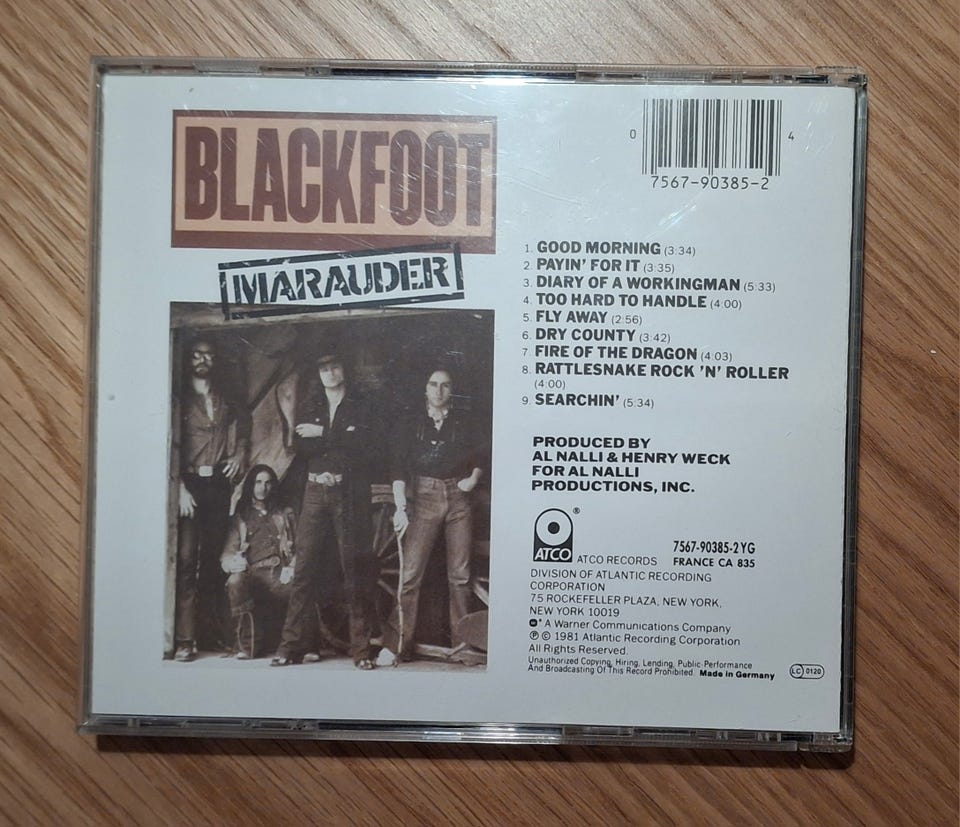 BLACKFOOT
MARAUDER
0 4
7567-90385-2
1. GOOD MORNING (3:34)
2. PAYIN' FOR IT (3:35)
3. DIARY OF A WORKINGMAN (5:33)
4. TOO HARD TO HANDLE (4:00)
5. FLY AWAY (2:56)
6. DRY COUNTY (3:42)
7. FIRE OF THE DRAGON (4:03)
8. RATTLESNAKE ROCK 'N' ROLLER
(4:00)
9. SEARCHIN' (5:34)
PRODUCED BY
AL NALLI & HENRY WECK
FOR AL NALLI
PRODUCTIONS, INC.
ATCO ®
ATCO RECORDS
7567-90385-2YG
FRANCE CA 835
DIVISION OF ATLANTIC RECORDING
CORPORATION
75 ROCKEFELLER PLAZA, NEW YORK,
NEW YORK 10019
A Warner Communications Company
℗ © 1981 Atlantic Recording Corporation
All Rights Reserved.
Unauthorized Copying, Hiring, Lending, Public-Performance
And Broadcasting Of This Record Prohibited. Made in Germany
LC 0120